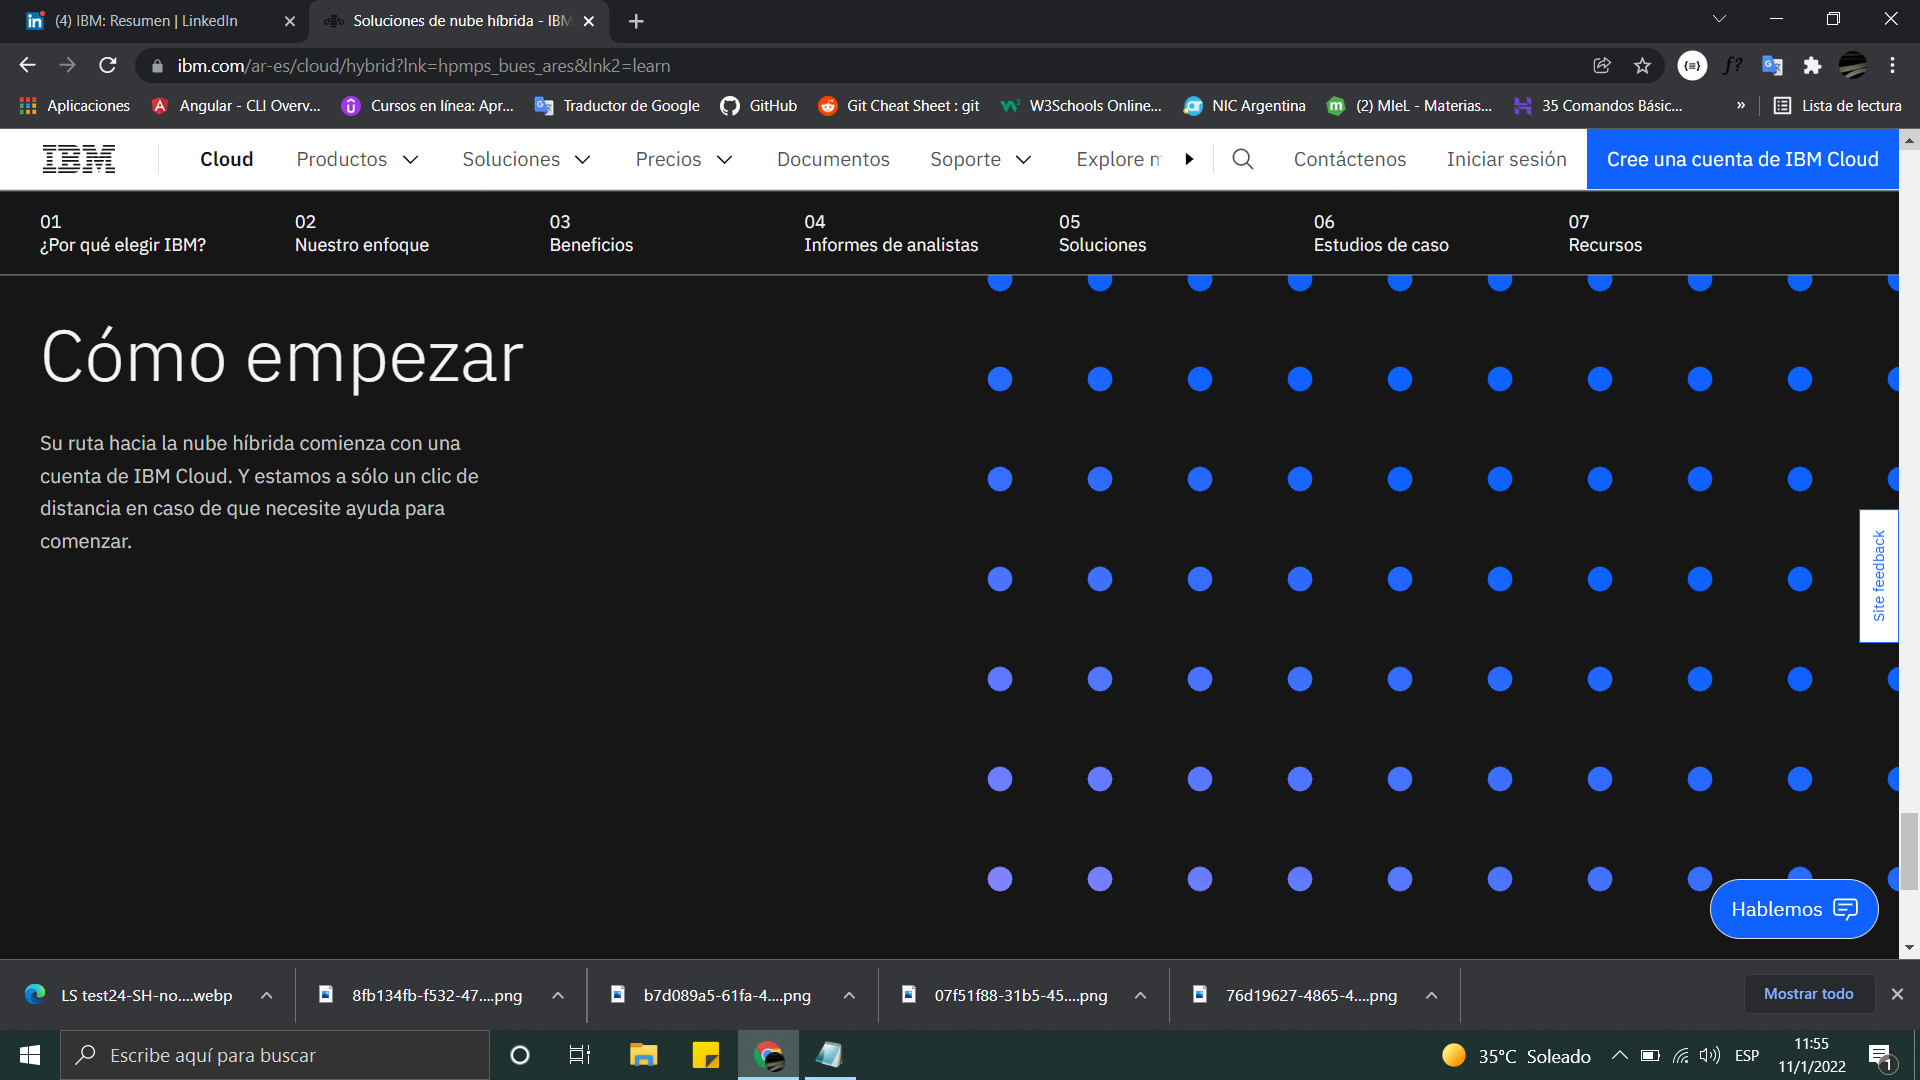 (4) IBM: Resumen | LinkedIn
Soluciones de nube híbrida - IBM
ibm.com/ar-es/cloud/hybrid?lnk=hpmps_bues_ares&lnk2=learn
Aplicaciones
Angular - CLI Overv...
Cursos en línea: Apr...
Traductor de Google
GitHub
Git Cheat Sheet : git
W3Schools Online...
NIC Argentina
(2) MIeL - Materias...
35 Comandos Básic...
»
Lista de lectura
IBM
Cloud
Productos
Soluciones
Precios
Documentos
Soporte
Explore m
Contáctenos
Iniciar sesión
Cree una cuenta de IBM Cloud
01
¿Por qué elegir IBM?
02
Nuestro enfoque
03
Beneficios
04
Informes de analistas
05
Soluciones
06
Estudios de caso
07
Recursos
Cómo empezar
Su ruta hacia la nube híbrida comienza con una
cuenta de IBM Cloud. Y estamos a sólo un clic de
distancia en caso de que necesite ayuda para
comenzar.
Site feedback
Hablemos
LS test24-SH-no....webp
8fb134fb-f532-47....png
b7d089a5-61fa-4....png
07f51f88-31b5-45....png
76d19627-4865-4....png
Mostrar todo
Escribe aquí para buscar
35°C Soleado
ESP
11:55
11/1/2022
1